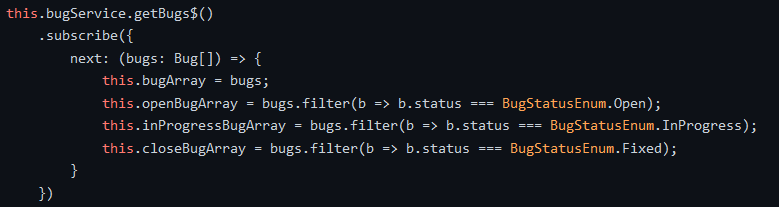 this.bugService.getBugs$()
    .subscribe({
        next: (bugs: Bug[]) => {
            this.bugArray = bugs;
            this.openBugArray = bugs.filter(b => b.status === BugStatusEnum.Open);
            this.inProgressBugArray = bugs.filter(b => b.status === BugStatusEnum.InProgress);
            this.closeBugArray = bugs.filter(b => b.status === BugStatusEnum.Fixed);
        }
    })